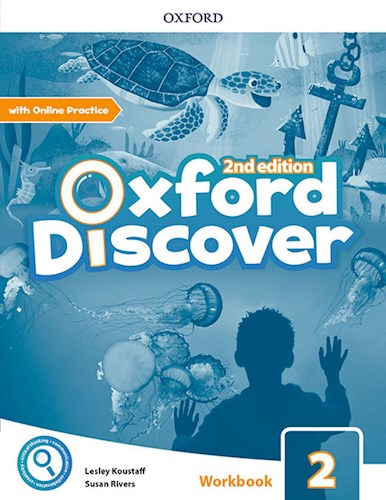 OXFORD
with Online Practice
2nd edition
Oxford
Discover
Lesley Koustaff
Susan Rivers
Workbook 2